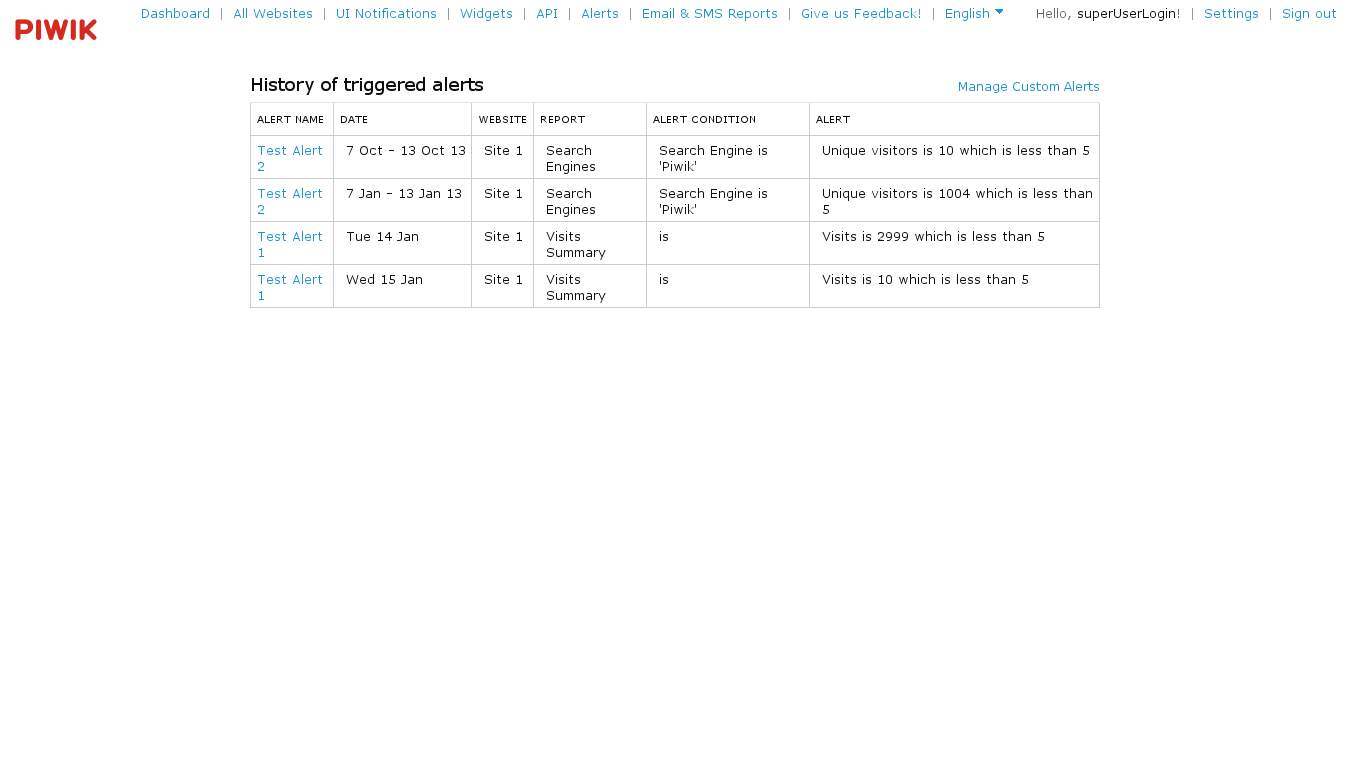 PIWIK
Dashboard | All Websites | UI Notifications | Widgets | API | Alerts | Email & SMS Reports | Give us Feedback! | English
Hello, superUserLogin! | Settings | Sign out
History of triggered alerts
Manage Custom Alerts
ALERT NAME DATE WEBSITE REPORT ALERT CONDITION ALERT
Test Alert 7 Oct – 13 Oct 13 Site 1 Search Search Engine is Unique visitors is 10 which is less than 5
2 Engines 'Piwik'
Test Alert 7 Jan – 13 Jan 13 Site 1 Search Search Engine is Unique visitors is 1004 which is less than
2 Engines 'Piwik' 5
Test Alert Tue 14 Jan Site 1 Visits is Visits is 2999 which is less than 5
1 Summary
Test Alert Wed 15 Jan Site 1 Visits is Visits is 10 which is less than 5
1 Summary